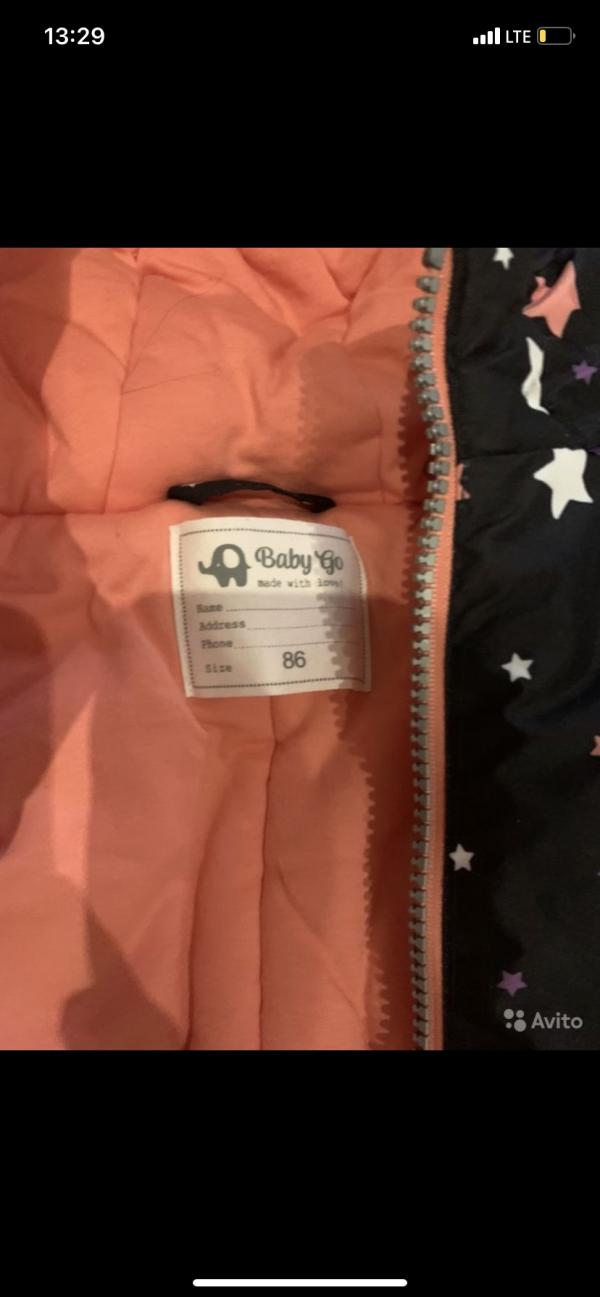 13:29
LTE
Baby Go
made with love!
Name
Address
Phone
Size 86
Avito